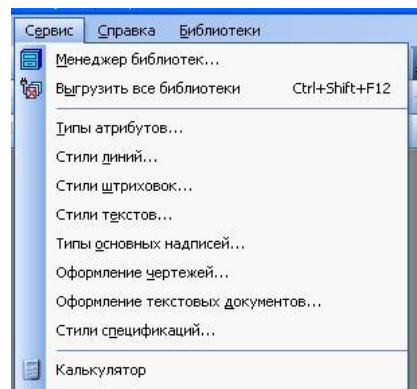 Сервис Справка Библиотеки
Менеджер библиотек...
Выгрузить все библиотеки Ctrl+Shift+F12
Типы атрибутов...
Стили линий...
Стили штриховок...
Стили текстов...
Типы основных надписей...
Оформление чертежей...
Оформление текстовых документов...
Стили спецификаций...
Калькулятор